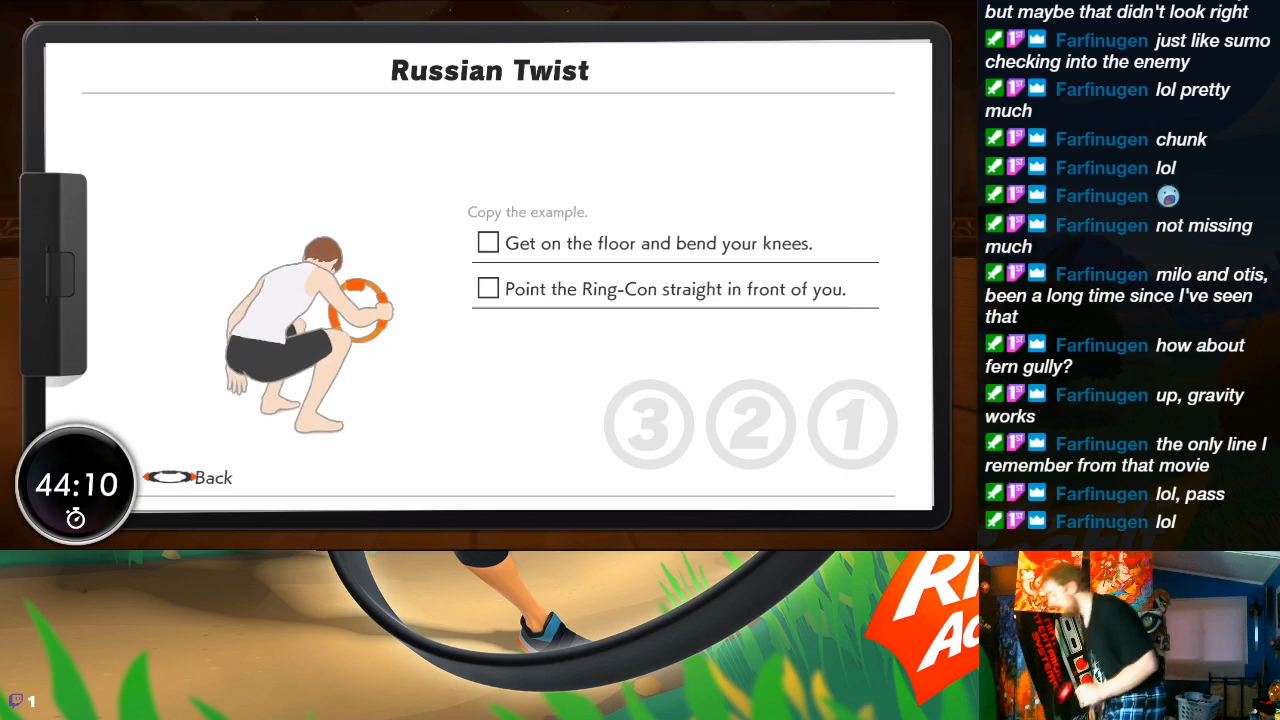 Russian Twist
Copy the example.
Get on the floor and bend your knees.
Point the Ring-Con straight in front of you.
3 2 1
44:10
Back
but maybe that didn't look right
Farfinugen just like sumo
checking into the enemy
Farfinugen lol pretty
much
Farfinugen chunk
Farfinugen lol
Farfinugen
Farfinugen not missing
much
Farfinugen milo and otis,
been a long time since I've seen
that
Farfinugen how about
fern gully?
Farfinugen up, gravity
works
Farfinugen the only line I
remember from that movie
Farfinugen lol, pass
Farfinugen lol
1